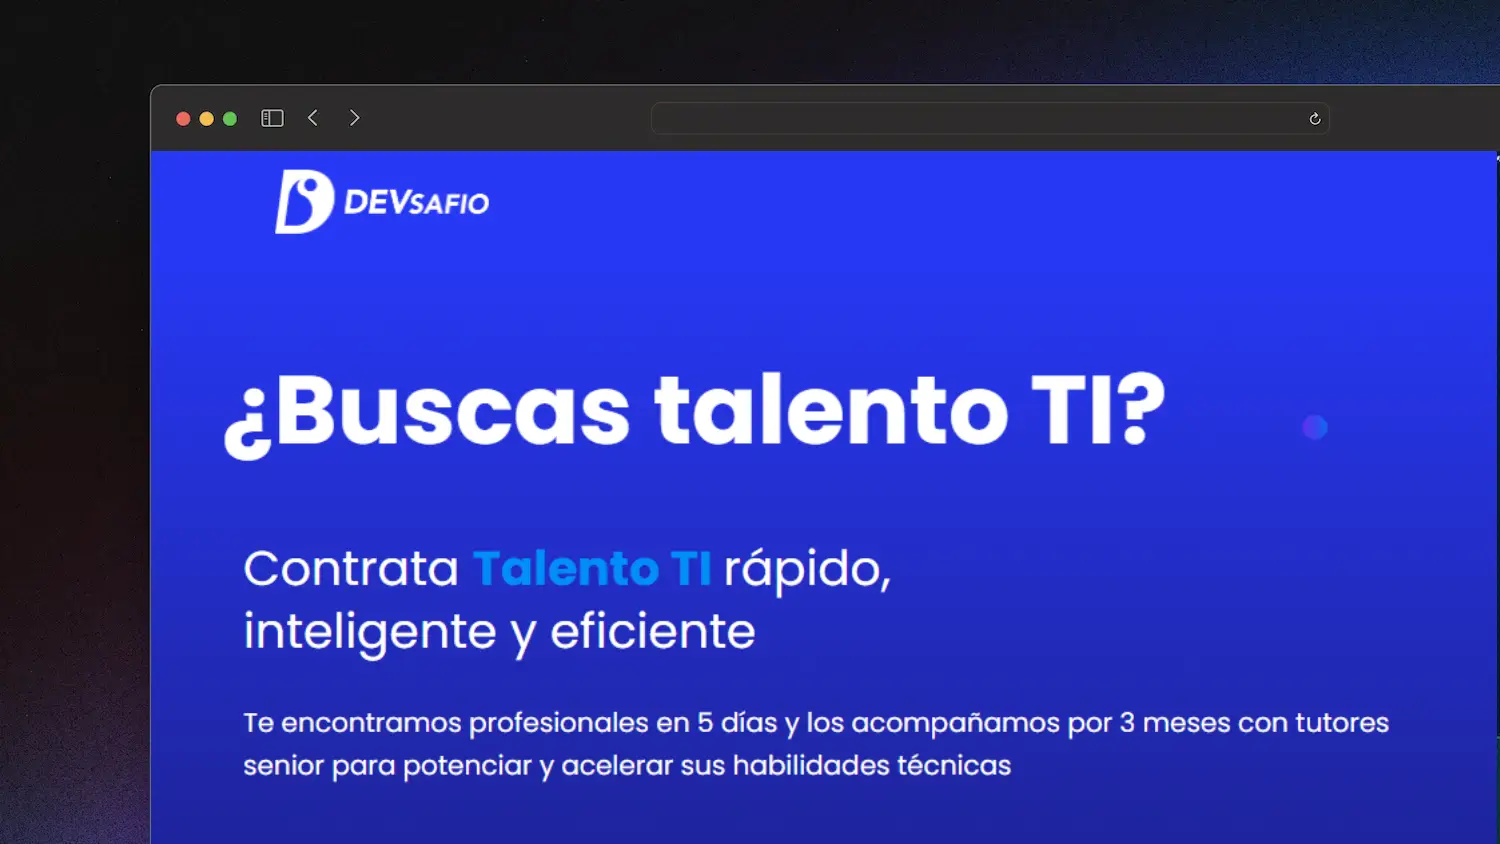 DEVSAFIO
¿Buscas talento TI?
Contrata Talento TI rápido,
inteligente y eficiente
Te encontramos profesionales en 5 días y los acompañamos por 3 meses con tutores
senior para potenciar y acelerar sus habilidades técnicas